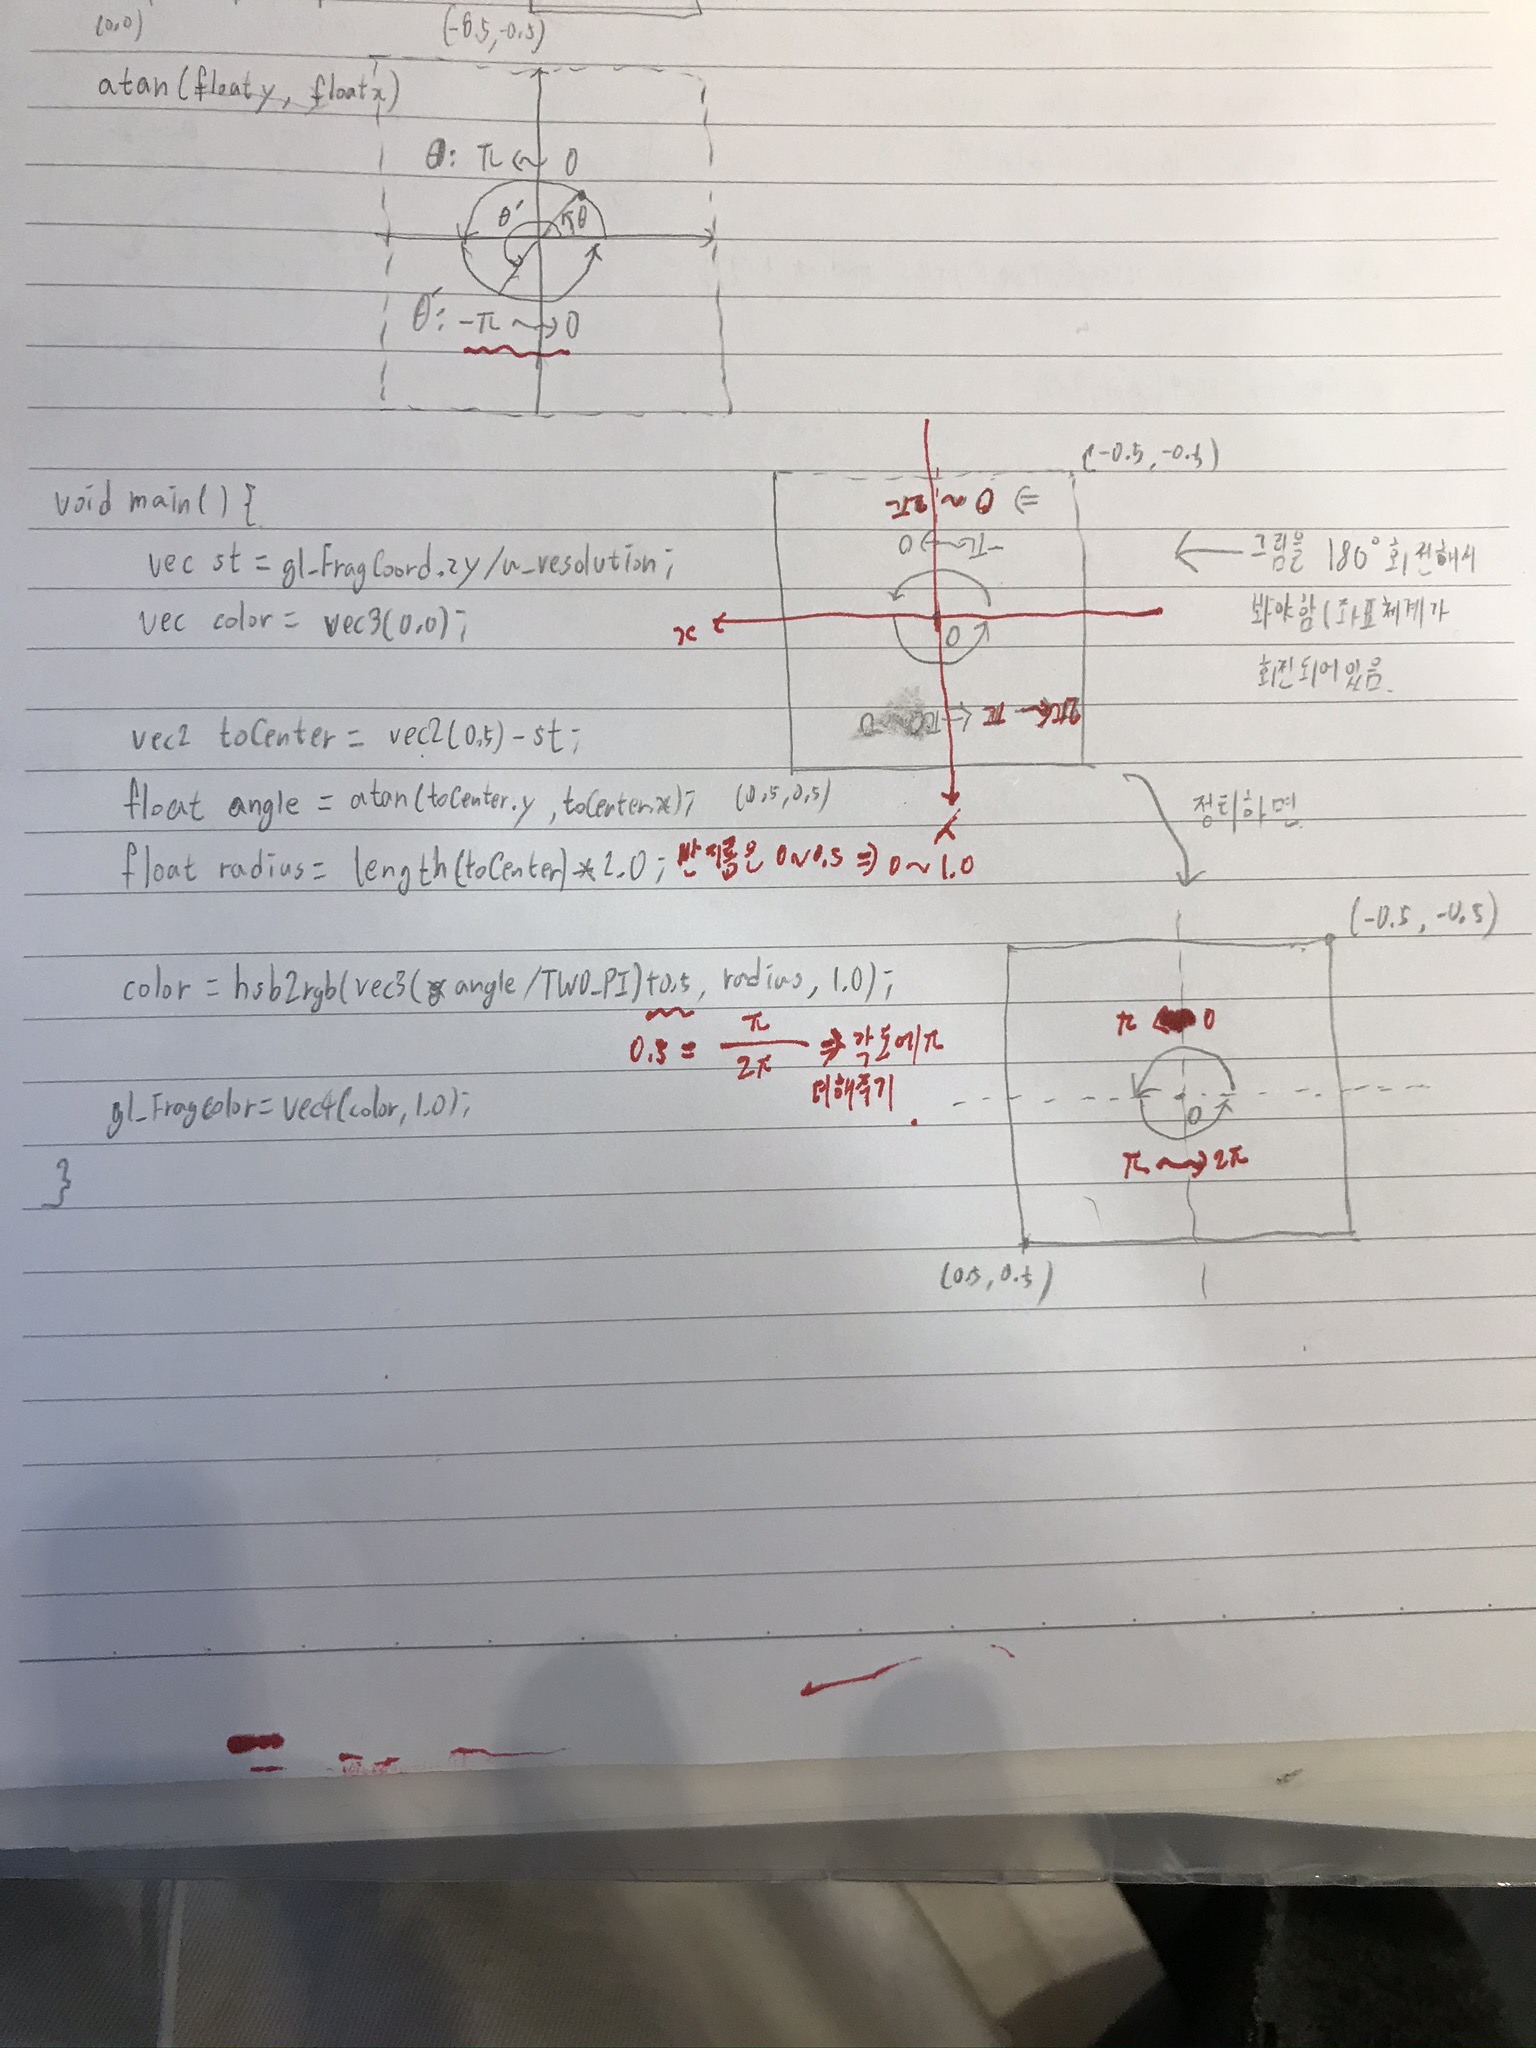 (0,0)
(-0.5,-0.5)
atan(float y, float x)
θ: π <~ 0
θ'
θ
θ': -π ~> 0
(-0.5, -0.5)
void main() {
⇒ 0 ~ 2π
vec st = gl_FragCoord.xy/u_resolution;
-π ~> 0
← 그림을 180° 회전해서
vec color = vec3(0.0);
x
0
봐야함 (좌표체계가
회전되어있음
vec2 toCenter = vec2(0.5) - st;
π ~ 2π
float angle = atan(toCenter.y, toCenter.x);
(0.5, 0.5)
정리하면
float radius = length(toCenter)*2.0; 반지름은 0~0.5 ⇒ 0~1.0
(-0.5, -0.5)
color = hsb2rgb(vec3(angle/TWO_PI)+0.5, radius, 1.0);
π ← 0
0.5 = π/2π ⇒ 각도에 π
더해주기
gl_FragColor = vec4(color, 1.0);
0
π ~> 2π
}
(0.5, 0.5)